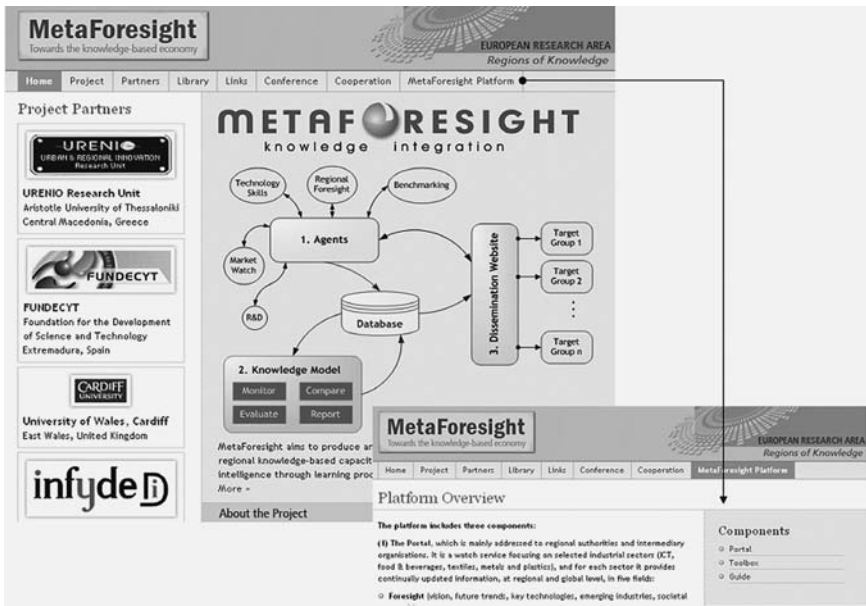 MetaForesight
Towards the knowledge-based economy
EUROPEAN RESEARCH AREA
Regions of Knowledge
Home Project Partners Library Links Conference Cooperation MetaForesight Platform
Project Partners
URENIO
URBAN & REGIONAL INNOVATION
Research Unit
URENIO Research Unit
Aristotle University of Thessaloniki
Central Macedonia, Greece
FUNDECYT
FUNDECYT
Foundation for the Development
of Science and Technology
Extremadura, Spain
CARDIFF
UNIVERSITY
University of Wales, Cardiff
East Wales, United Kingdom
infyde
METAFORESIGHT
knowledge integration
Technology
Skills
Regional
Foresight
Benchmarking
1. Agents
Market
Watch
R&D
Database
2. Knowledge Model
Monitor Compare
Evaluate Report
3. Dissemination Website
Target
Group 1
Target
Group 2
Target
Group n
MetaForesight aims to produce an
regional knowledge-based capacit
intelligence through learning proc
More »
About the Project
MetaForesight
Towards the knowledge-based economy
EUROPEAN RESEARCH AREA
Regions of Knowledge
Home Project Partners Library Links Conference Cooperation MetaForesight Platform
Platform Overview
The platform includes three components:
(i) The Portal, which is mainly addressed to regional authorities and intermediary
organisations. It is a watch service focusing on selected industrial sectors (ICT,
food & beverages, textiles, metals and plastics), and for each sector it provides
continually updated information, at regional and global level, in five fields:
Foresight (vision, future trends, key technologies, emerging industries, societal
Components
Portal
Toolbox
Guide